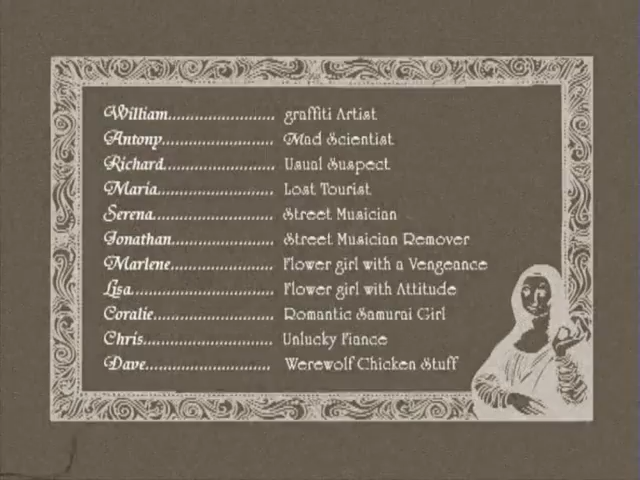 William........................ graffiti Artist
Antony......................... Mad Scientist
Richard........................ Usual Suspect
Maria.......................... Lost Tourist
Serena.......................... Street Musician
Jonathan...................... Street Musician Remover
Marlene....................... Flower girl with a Vengeance
Lisa............................... Flower girl with Attitude
Coralie.......................... Romantic Samurai Girl
Chris............................. Unlucky Fiance
Dave............................. Werewolf Chicken Stuff